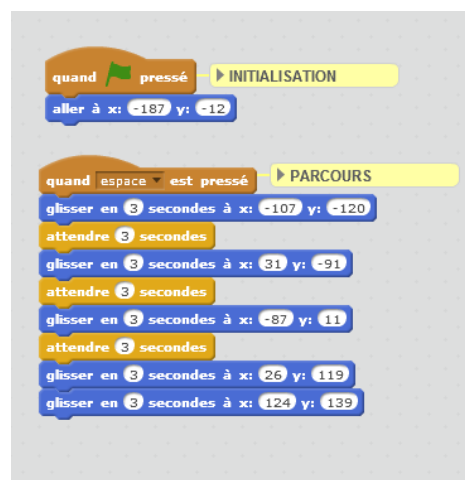 quand pressé INITIALISATION
aller à x: -187 y: -12
quand espace est pressé PARCOURS
glisser en 3 secondes à x: -107 y: -120
attendre 3 secondes
glisser en 3 secondes à x: 31 y: -91
attendre 3 secondes
glisser en 3 secondes à x: -87 y: 11
attendre 3 secondes
glisser en 3 secondes à x: 26 y: 119
glisser en 3 secondes à x: 124 y: 139